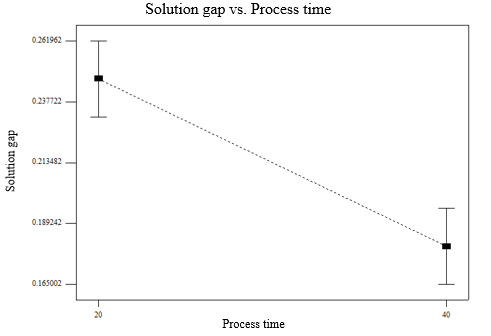 Solution gap vs. Process time
0.261962
0.237722
0.213482
0.189242
0.165002
Solution gap
20
40
Process time